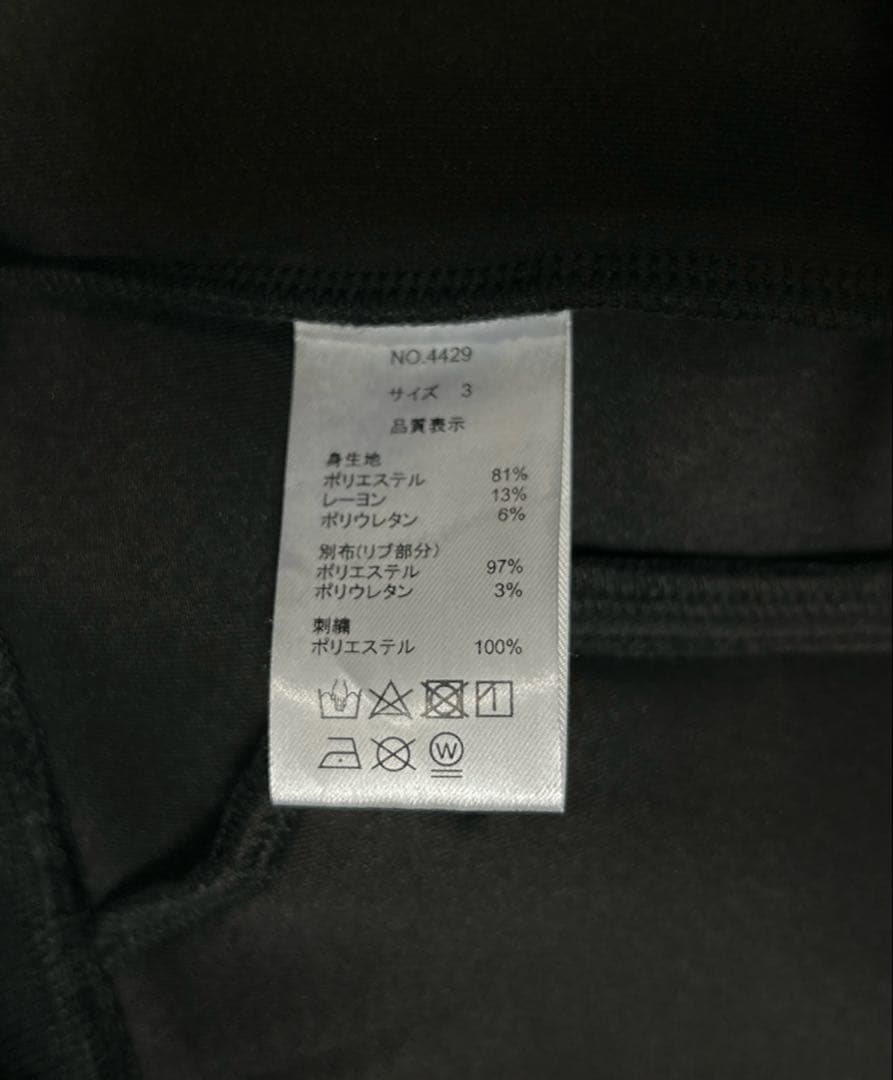 NO.4429
サイズ 3
品質表示
身生地
ポリエステル 81%
レーヨン 13%
ポリウレタン 6%
別布(リブ部分)
ポリエステル 97%
ポリウレタン 3%
刺繍
ポリエステル 100%
W